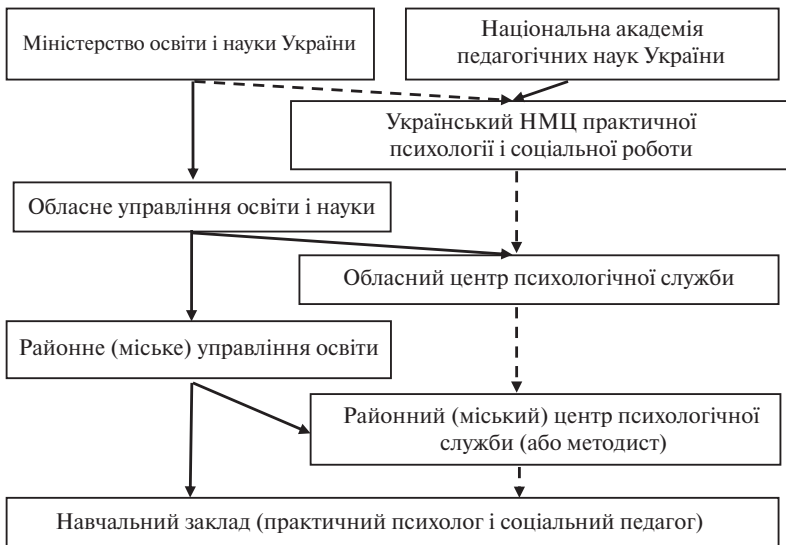 Міністерство освіти і науки України
Національна академія
педагогічних наук України
Український НМЦ практичної
психології і соціальної роботи
Обласне управління освіти і науки
Обласний центр психологічної служби
Районне (міське) управління освіти
Районний (міський) центр психологічної
служби (або методист)
Навчальний заклад (практичний психолог і соціальний педагог)